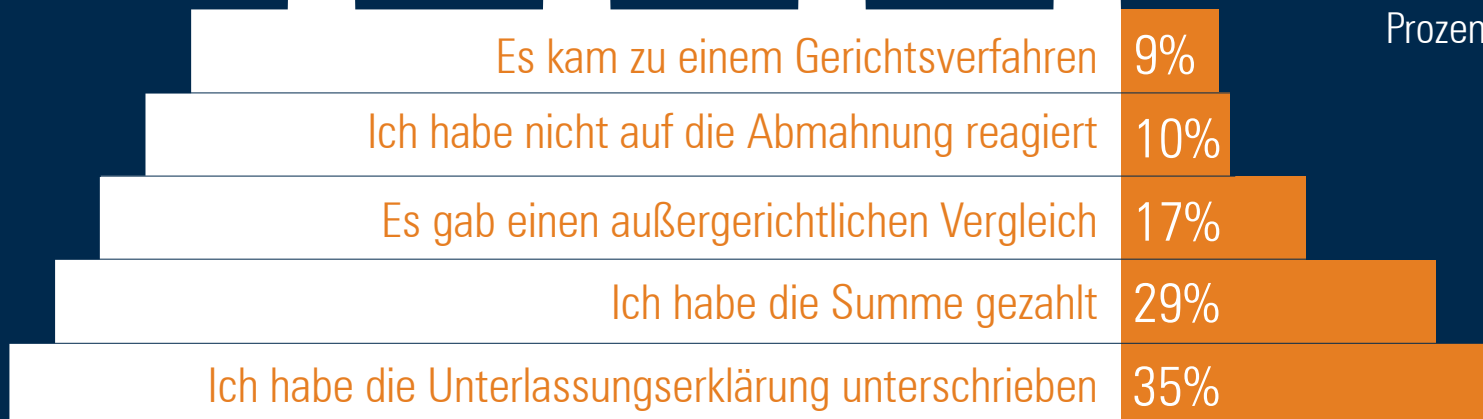 Prozen
Es kam zu einem Gerichtsverfahren 9%
Ich habe nicht auf die Abmahnung reagiert 10%
Es gab einen außergerichtlichen Vergleich 17%
Ich habe die Summe gezahlt 29%
Ich habe die Unterlassungserklärung unterschrieben 35%